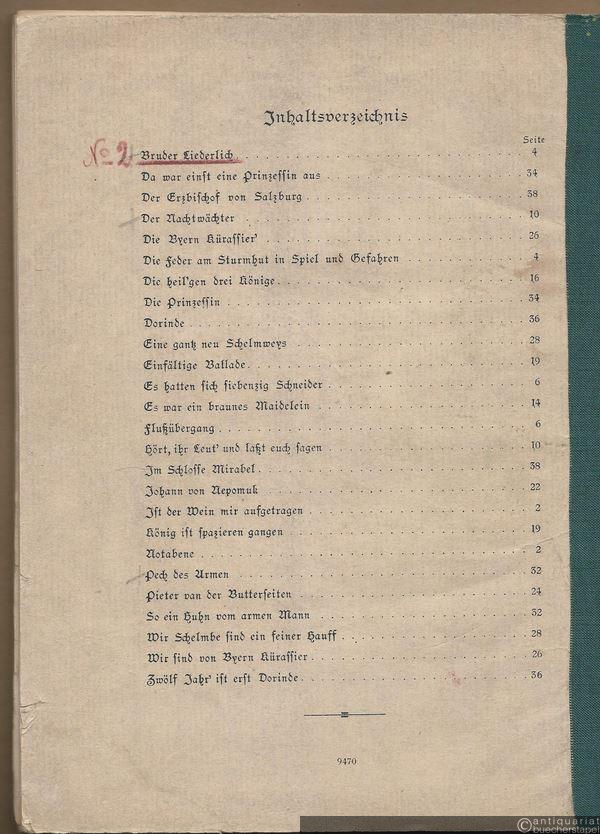 Inhaltsverzeichnis
Seite
No 2 Bruder Liederlich . . . 4
Da war einst eine Prinzessin aus . . . 34
Der Erzbischof von Salzburg . . . 38
Der Nachtwächter . . . 10
Die Byern Kürassier' . . . 26
Die Feder am Sturmhut in Spiel und Gefahren . . . 4
Die heil'gen drei Könige . . . 16
Die Prinzessin . . . 34
Dorinde . . . 36
Eine gantz neu Schelmweys . . . 28
Einfältige Ballade . . . 19
Es hatten sich siebenzig Schneider . . . 6
Es war ein braunes Maidelein . . . 14
Flußübergang . . . 6
Hört, ihr Leut' und laßt euch sagen . . . 10
Im Schlosse Mirabel . . . 38
Johann von Nepomuk . . . 22
Ist der Wein mir aufgetragen . . . 2
König ist spazieren gangen . . . 19
Notabene . . . 2
Pech des Armen . . . 32
Pieter van der Butterseiten . . . 24
So ein Huhn vom armen Mann . . . 32
Wir Schelmbe sind ein feiner Hauff . . . 28
Wir sind von Byern Kürassier . . . 26
Zwölf Jahr' ist erst Dorinde . . . 36
9470
©antiquariat
buecherstapel